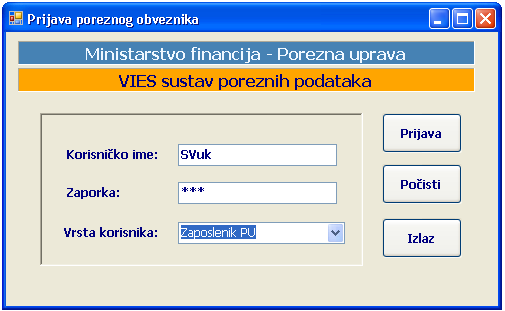 Prijava poreznog obveznika
Ministarstvo financija - Porezna uprava
VIES sustav poreznih podataka
Korisničko ime: SVuk
Prijava
Zaporka: ***
Počisti
Vrsta korisnika: Zaposlenik PU
Izlaz